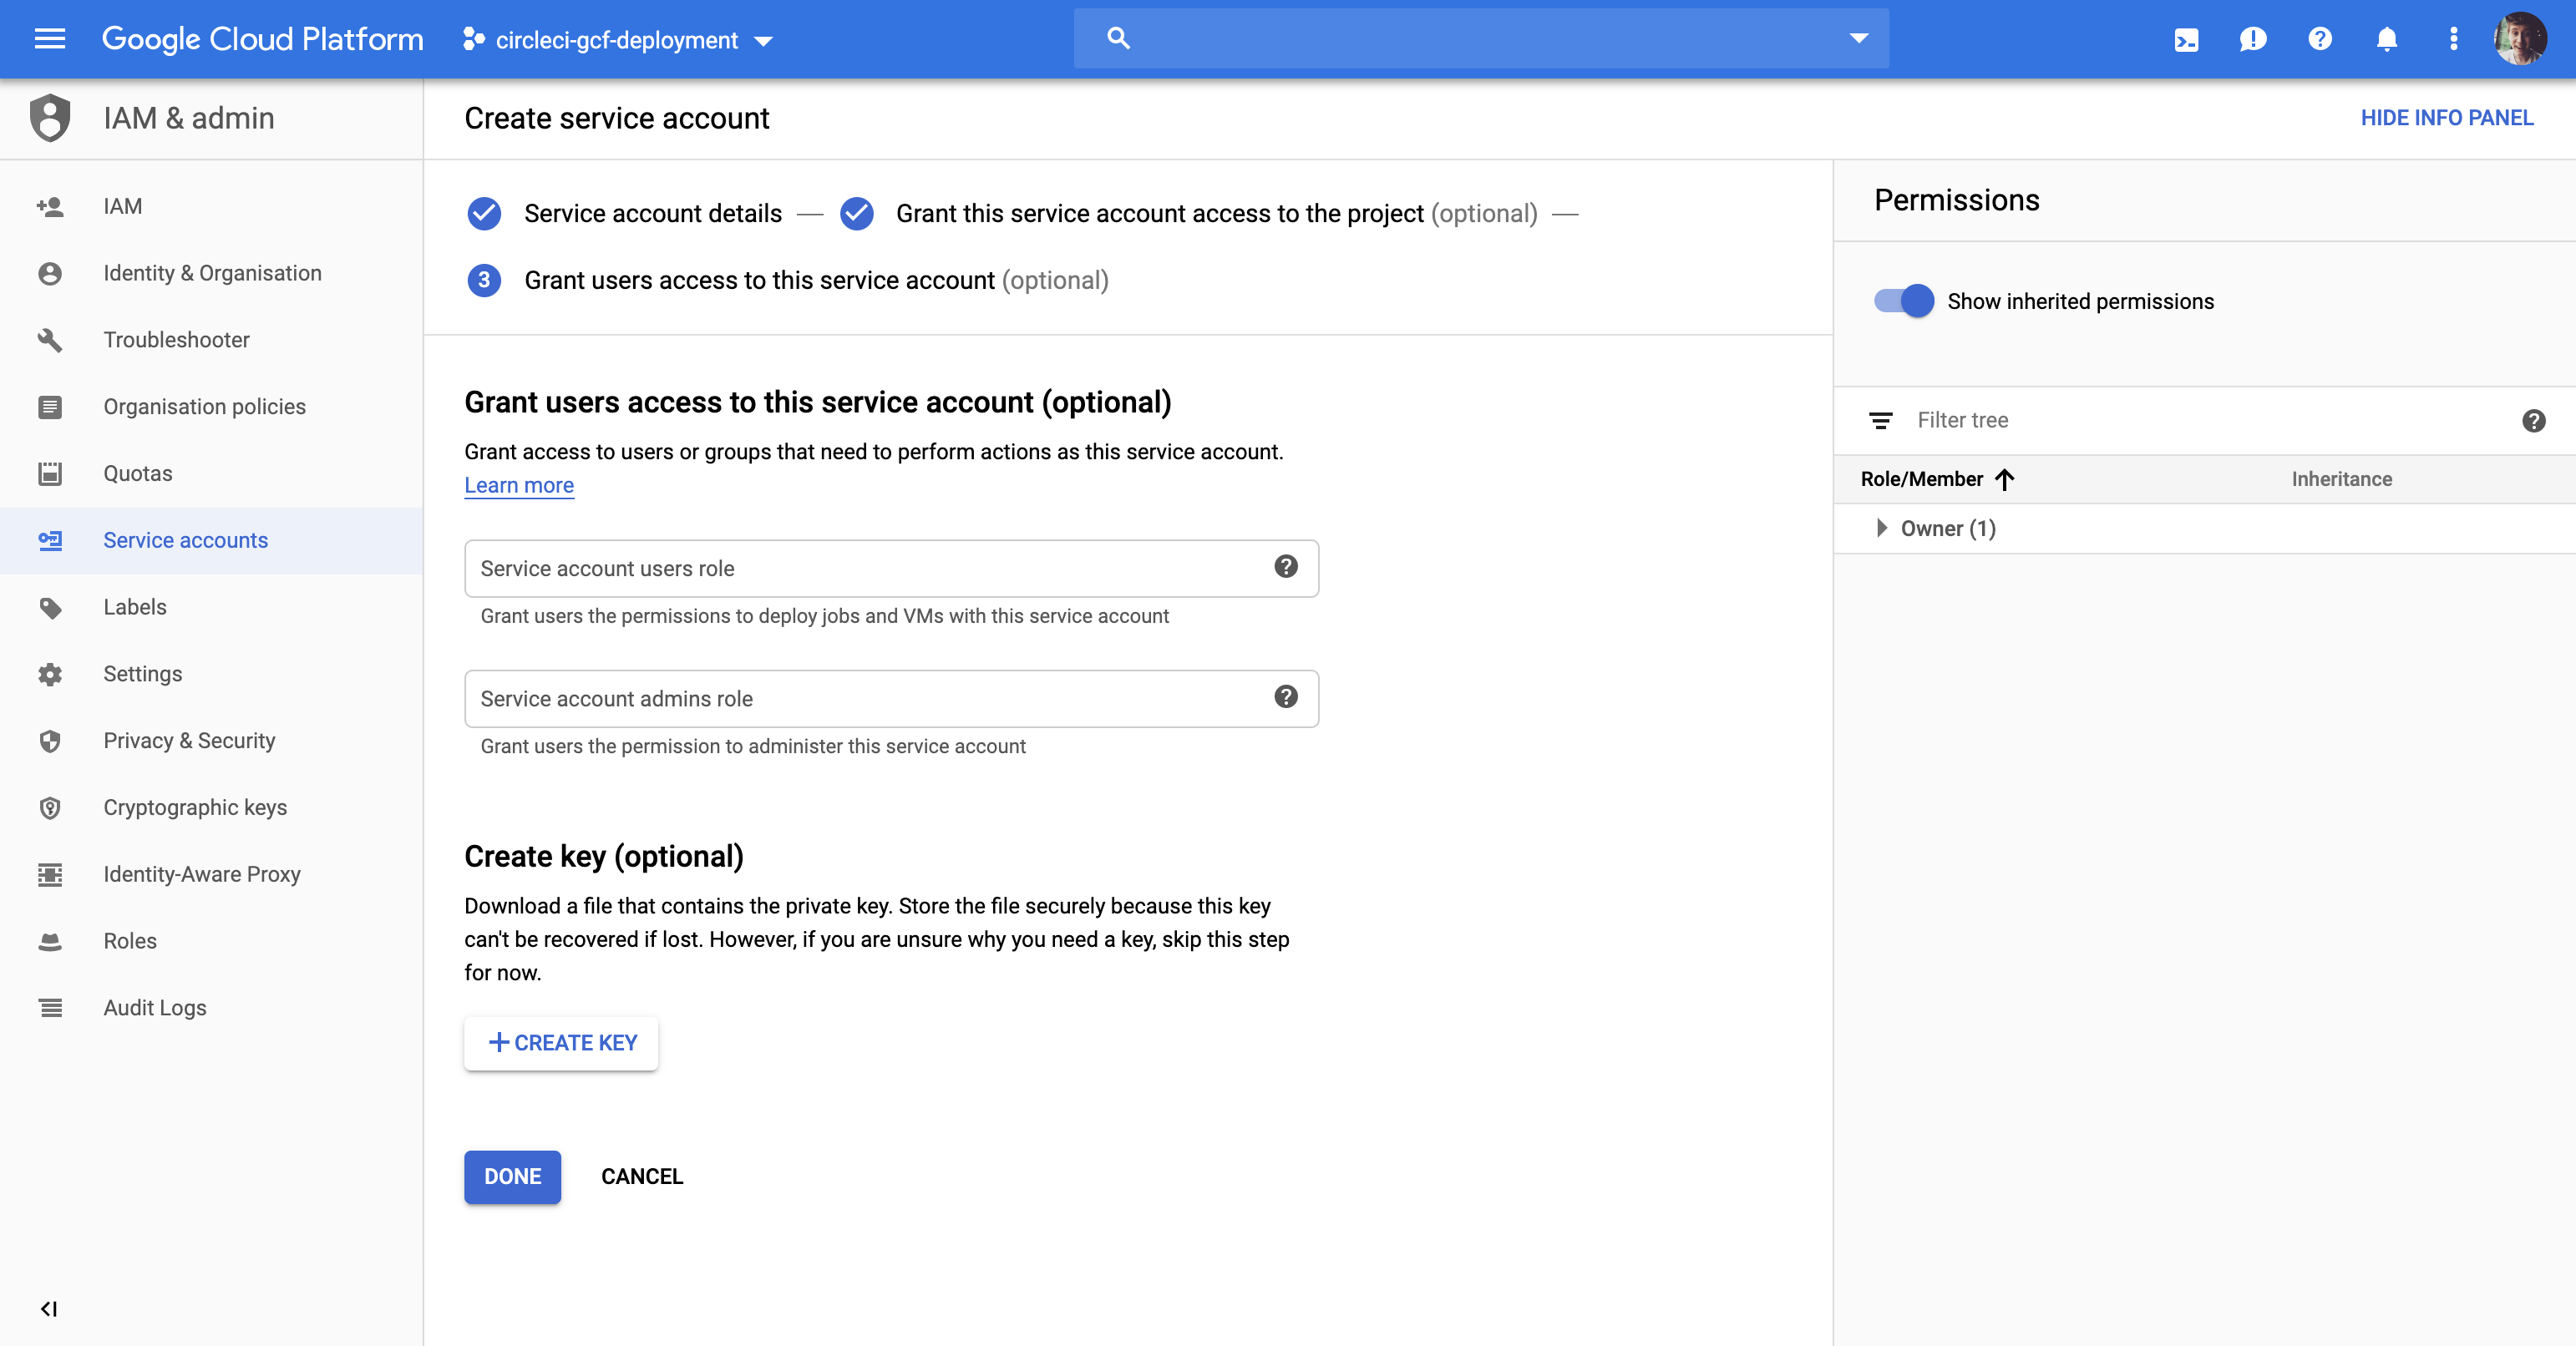 Google Cloud Platform
circleci-gcf-deployment
IAM & admin
Create service account
HIDE INFO PANEL
IAM
Identity & Organisation
Troubleshooter
Organisation policies
Quotas
Service accounts
Labels
Settings
Privacy & Security
Cryptographic keys
Identity-Aware Proxy
Roles
Audit Logs
Service account details — Grant this service account access to the project (optional) —
3 Grant users access to this service account (optional)
Grant users access to this service account (optional)
Grant access to users or groups that need to perform actions as this service account.
Learn more
Service account users role
Grant users the permissions to deploy jobs and VMs with this service account
Service account admins role
Grant users the permission to administer this service account
Create key (optional)
Download a file that contains the private key. Store the file securely because this key
can't be recovered if lost. However, if you are unsure why you need a key, skip this step
for now.
+ CREATE KEY
DONE CANCEL
Permissions
Show inherited permissions
Filter tree
Role/Member Inheritance
Owner (1)